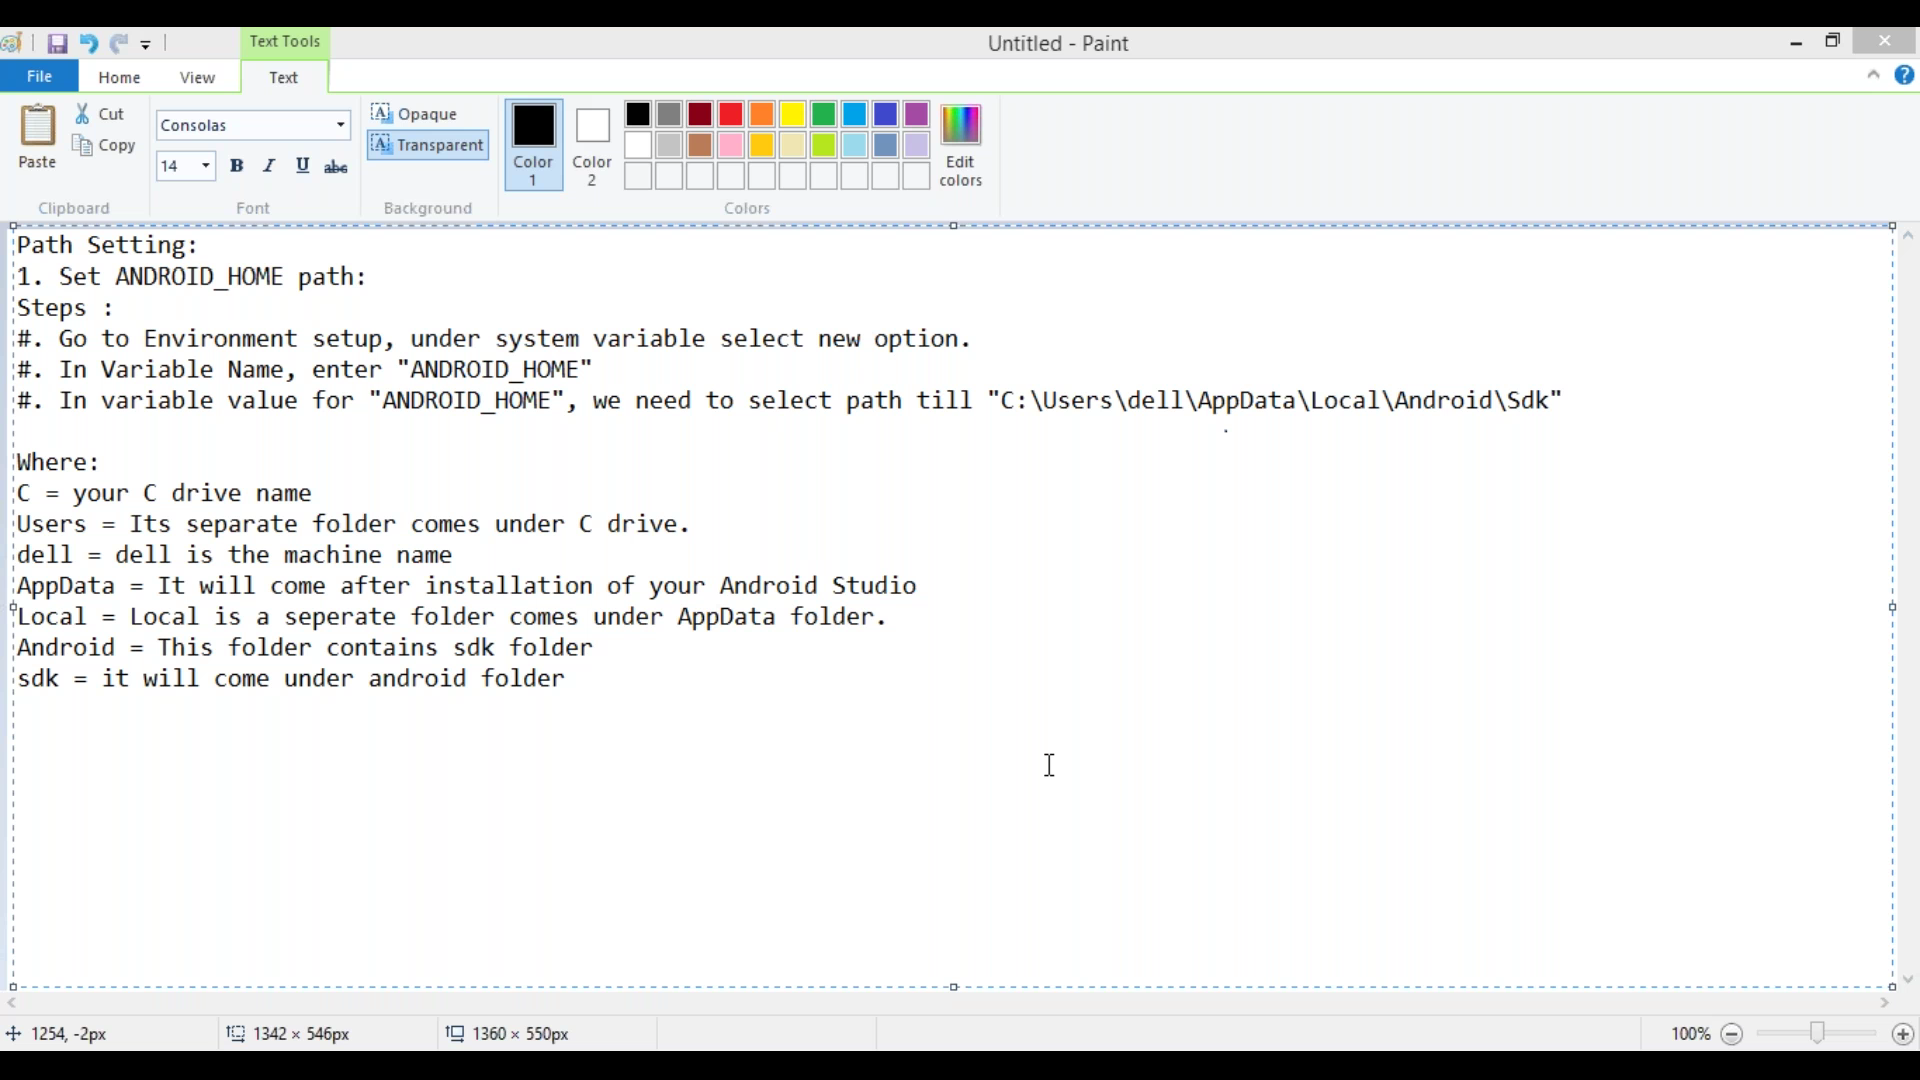 Text Tools
Untitled - Paint
File
Home
View
Text
Paste
Cut
Copy
Clipboard
Consolas
14
B I U abc
Font
Opaque
Transparent
Background
Color 1
Color 2
Edit colors
Colors
Path Setting:
1. Set ANDROID_HOME path:
Steps :
#. Go to Environment setup, under system variable select new option.
#. In Variable Name, enter "ANDROID_HOME"
#. In variable value for "ANDROID_HOME", we need to select path till "C:\Users\dell\AppData\Local\Android\Sdk"
Where:
C = your C drive name
Users = Its separate folder comes under C drive.
dell = dell is the machine name
AppData = It will come after installation of your Android Studio
Local = Local is a seperate folder comes under AppData folder.
Android = This folder contains sdk folder
sdk = it will come under android folder
1254, -2px
1342 × 546px
1360 × 550px
100%